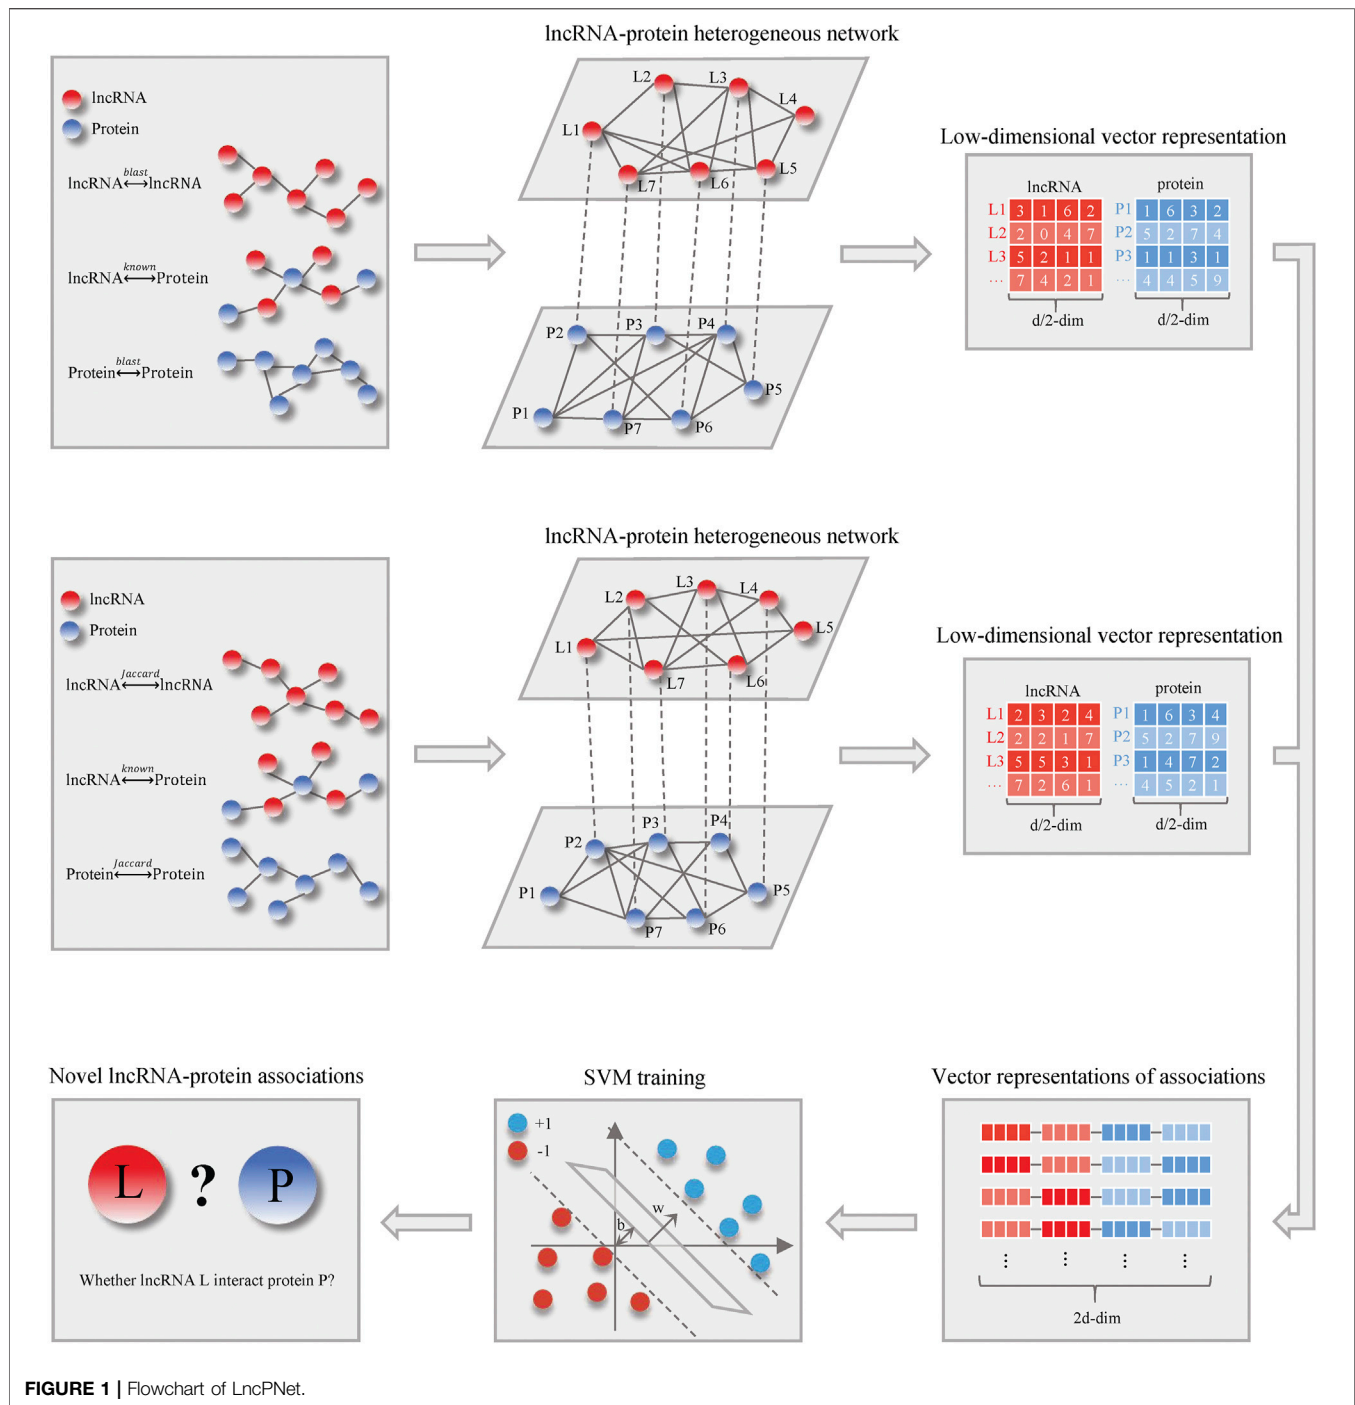 lncRNA-protein heterogeneous network
lncRNA
Protein
blast
lncRNA⟷lncRNA
known
lncRNA⟷Protein
blast
Protein⟷Protein
L2
L3
L4
L1
L7
L6
L5
P2
P3
P4
P5
P1
P7
P6
Low-dimensional vector representation
lncRNA
L1 3 1 6 2
L2 2 0 4 7
L3 5 2 1 1
... 7 4 2 1
d/2-dim
protein
P1 1 6 3 2
P2 5 2 7 4
P3 1 1 3 1
... 4 4 5 9
d/2-dim
lncRNA-protein heterogeneous network
lncRNA
Protein
Jaccard
lncRNA⟷lncRNA
known
lncRNA⟷Protein
Jaccard
Protein⟷Protein
L3
L4
L2
L5
L1
L7
L6
P3
P4
P2
P5
P1
P7
P6
Low-dimensional vector representation
lncRNA
L1 2 3 2 4
L2 2 2 1 7
L3 5 5 3 1
... 7 2 6 1
d/2-dim
protein
P1 1 6 3 4
P2 5 2 7 9
P3 1 4 7 2
... 4 5 2 1
d/2-dim
Novel lncRNA-protein associations
L ? P
Whether lncRNA L interact protein P?
SVM training
+1
-1
b
w
Vector representations of associations
⋮ ⋮ ⋮ ⋮
2d-dim
FIGURE 1 | Flowchart of LncPNet.